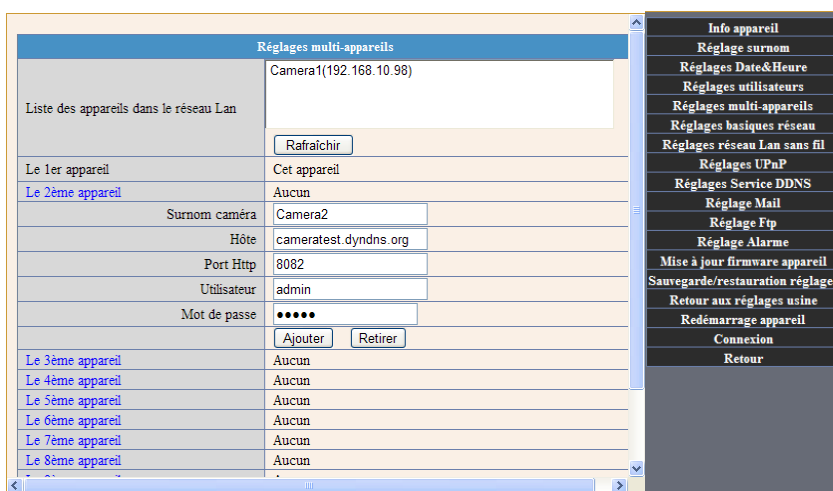 Réglages multi-appareils
Liste des appareils dans le réseau Lan
Camera1(192.168.10.98)
Rafraîchir
Le 1er appareil Cet appareil
Le 2ème appareil Aucun
Surnom caméra Camera2
Hôte cameratest.dyndns.org
Port Http 8082
Utilisateur admin
Mot de passe ●●●●●
Ajouter Retirer
Le 3ème appareil Aucun
Le 4ème appareil Aucun
Le 5ème appareil Aucun
Le 6ème appareil Aucun
Le 7ème appareil Aucun
Le 8ème appareil Aucun
Info appareil
Réglage surnom
Réglages Date&Heure
Réglages utilisateurs
Réglages multi-appareils
Réglages basiques réseau
Réglages réseau Lan sans fil
Réglages UPnP
Réglages Service DDNS
Réglage Mail
Réglage Ftp
Réglage Alarme
Mise à jour firmware appareil
Sauvegarde/restauration réglage
Retour aux réglages usine
Redémarrage appareil
Connexion
Retour